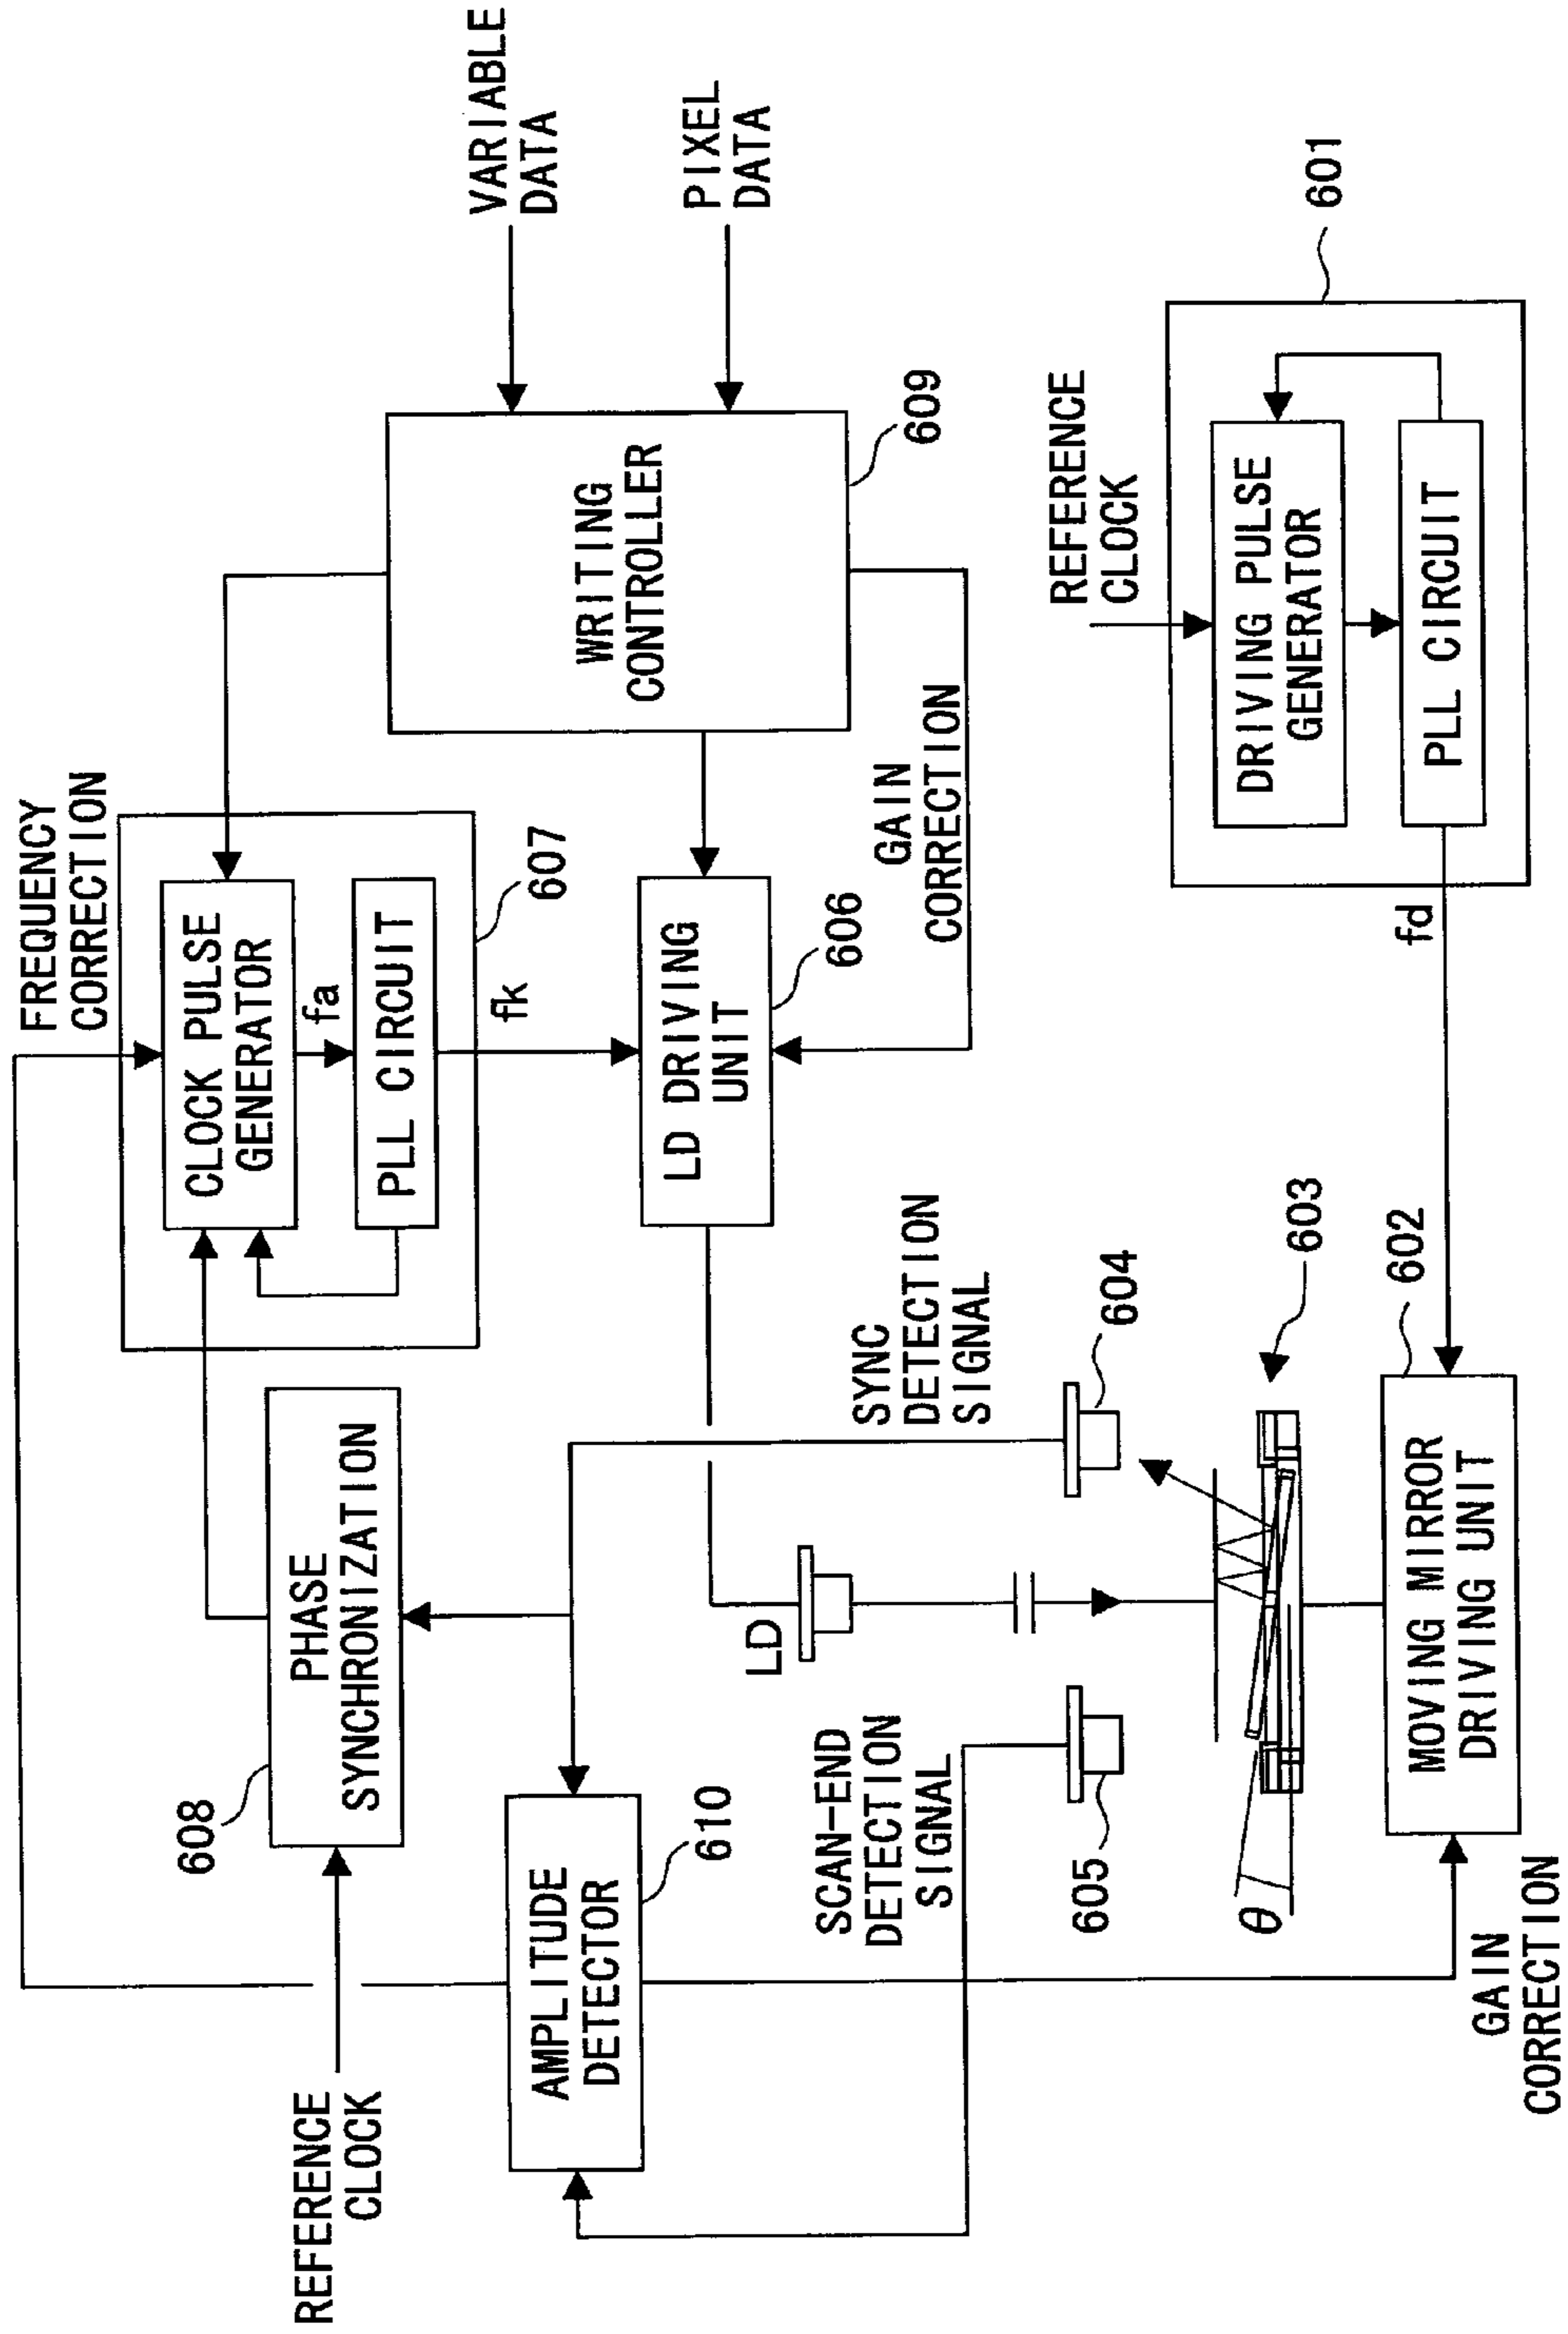 FREQUENCY
CORRECTION
VARIABLE
DATA
PIXEL
DATA
REFERENCE
CLOCK
608
PHASE
SYNCHRONIZATION
CLOCK PULSE
GENERATOR
fa
PLL CIRCUIT
607
fk
WRITING
CONTROLLER
609
AMPLITUDE
DETECTOR
610
LD DRIVING
UNIT
606
GAIN
CORRECTION
LD
SCAN-END
DETECTION
SIGNAL
SYNC
DETECTION
SIGNAL
605
604
603
θ
REFERENCE
CLOCK
601
DRIVING PULSE
GENERATOR
PLL CIRCUIT
fd
602
MOVING MIRROR
DRIVING UNIT
GAIN
CORRECTION